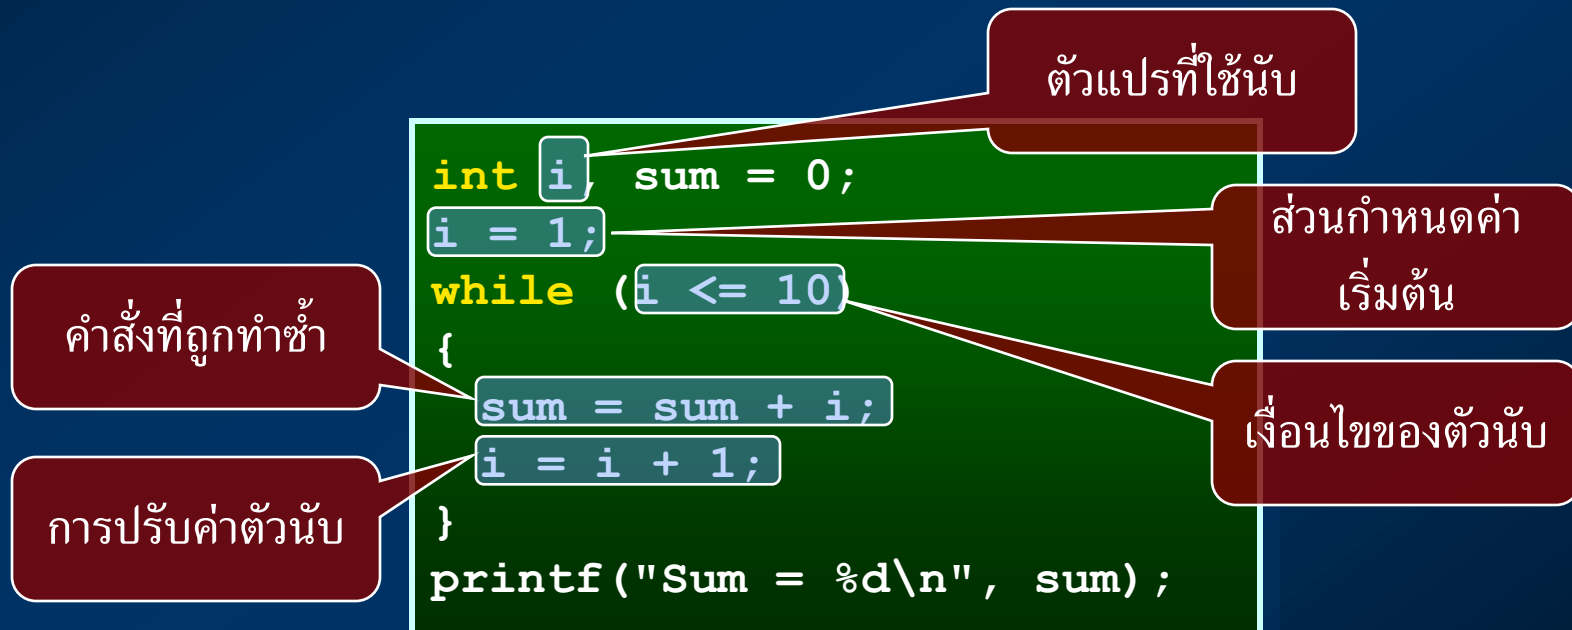 ตัวแปรที่ใช้นับ
int i, sum = 0;
i = 1;
ส่วนกำหนดค่า
เริ่มต้น
while (i <= 10)
คำสั่งที่ถูกทำซ้ำ
{
sum = sum + i;
เงื่อนไขของตัวนับ
i = i + 1;
การปรับค่าตัวนับ
}
printf("Sum = %d\n", sum);